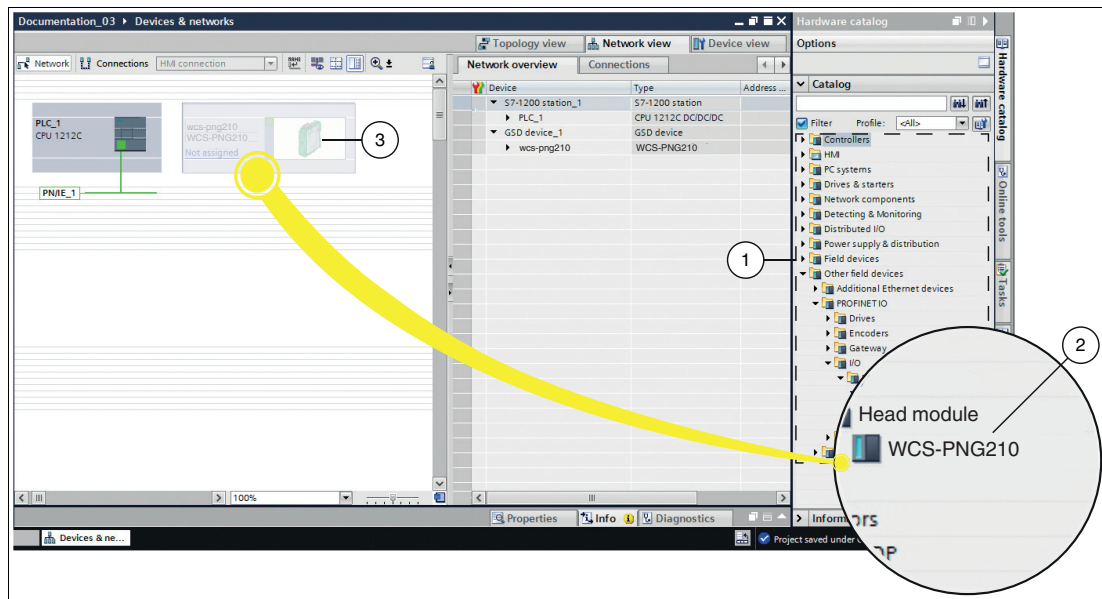 Documentation_03 ▸ Devices & networks
Hardware catalog
Topology view
Network view
Device view
Options
Network
Connections
HMI connection
Network overview
Connections
Catalog
Device
Type
Address ...
S7-1200 station_1
S7-1200 station
PLC_1
CPU 1212C DC/DC/DC
GSD device_1
GSD device
wcs-png210
WCS-PNG210
PLC_1
CPU 1212C
wcs-png210
WCS-PNG210
Not assigned
3
PN/IE_1
Filter
Profile:
<All>
Controllers
HMI
PC systems
Drives & starters
Network components
Detecting & Monitoring
Distributed I/O
Power supply & distribution
Field devices
Other field devices
Additional Ethernet devices
PROFINET IO
Drives
Encoders
Gateway
I/O
1
2
Head module
WCS-PNG210
ors
OP
Hardware catalog
Online tools
Tasks
100%
Properties
Info
Diagnostics
Inform
Devices & ne...
Project saved under